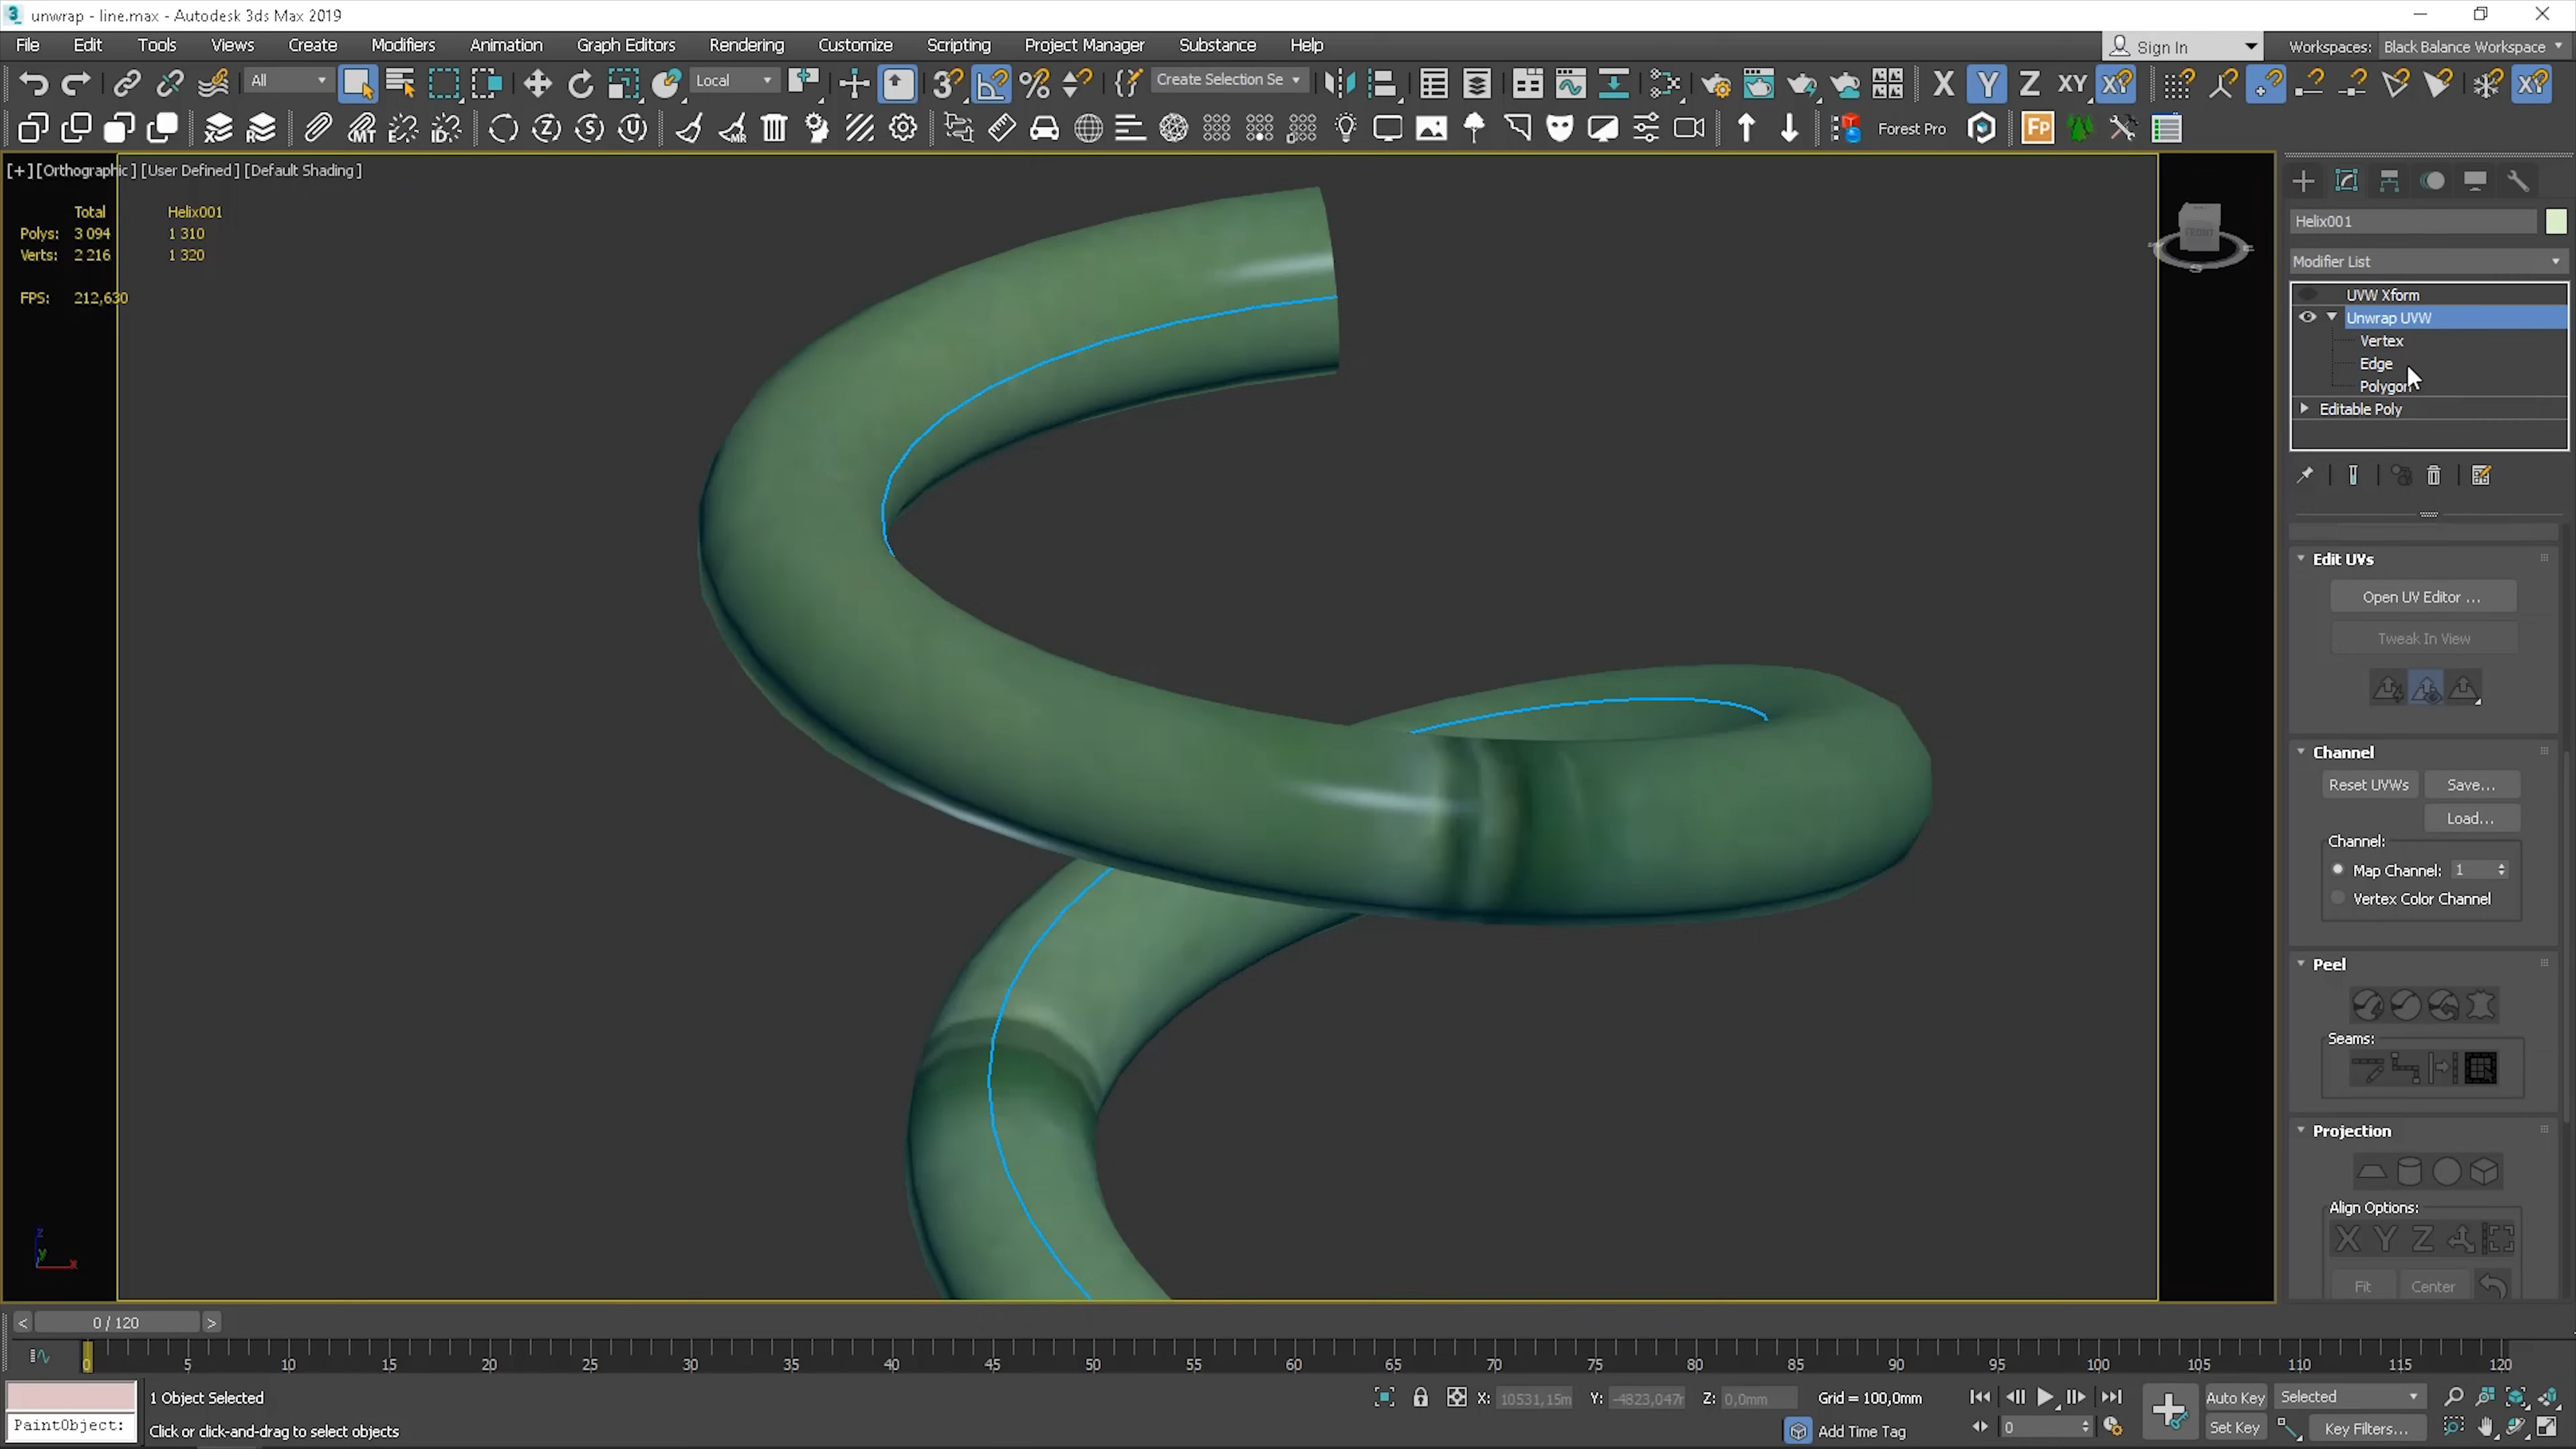 unwrap - line.max - Autodesk 3ds Max 2019
File Edit Tools Views Create Modifiers Animation Graph Editors Rendering Customize Scripting Project Manager Substance Help
Sign In Workspaces: Black Balance Workspace
All Local Create Selection Se X Y Z XY
Forest Pro
[+] [Orthographic] [User Defined] [Default Shading]
Total Helix001
Polys: 3 094 1 310
Verts: 2 216 1 320
FPS: 212,630
FRONT
Helix001
Modifier List
UVW Xform
Unwrap UVW
Vertex
Edge
Polygon
Editable Poly
Edit UVs
Open UV Editor ...
Tweak In View
Channel
Reset UVWs Save...
Load...
Channel:
Map Channel: 1
Vertex Color Channel
Peel
Seams:
Projection
Align Options:
X Y Z
Fit Center
z
y
x
< 0 / 120 >
0 5 10 15 20 25 30 35 40 45 50 55 60 65 70 75 80 85 90 95 100 105 110 115 120
1 Object Selected
X: 10531,15m Y: -4823,047r Z: 0,0mm Grid = 100,0mm
Auto Key Selected
PaintObject:
Click or click-and-drag to select objects
Add Time Tag
0
Set Key Key Filters...